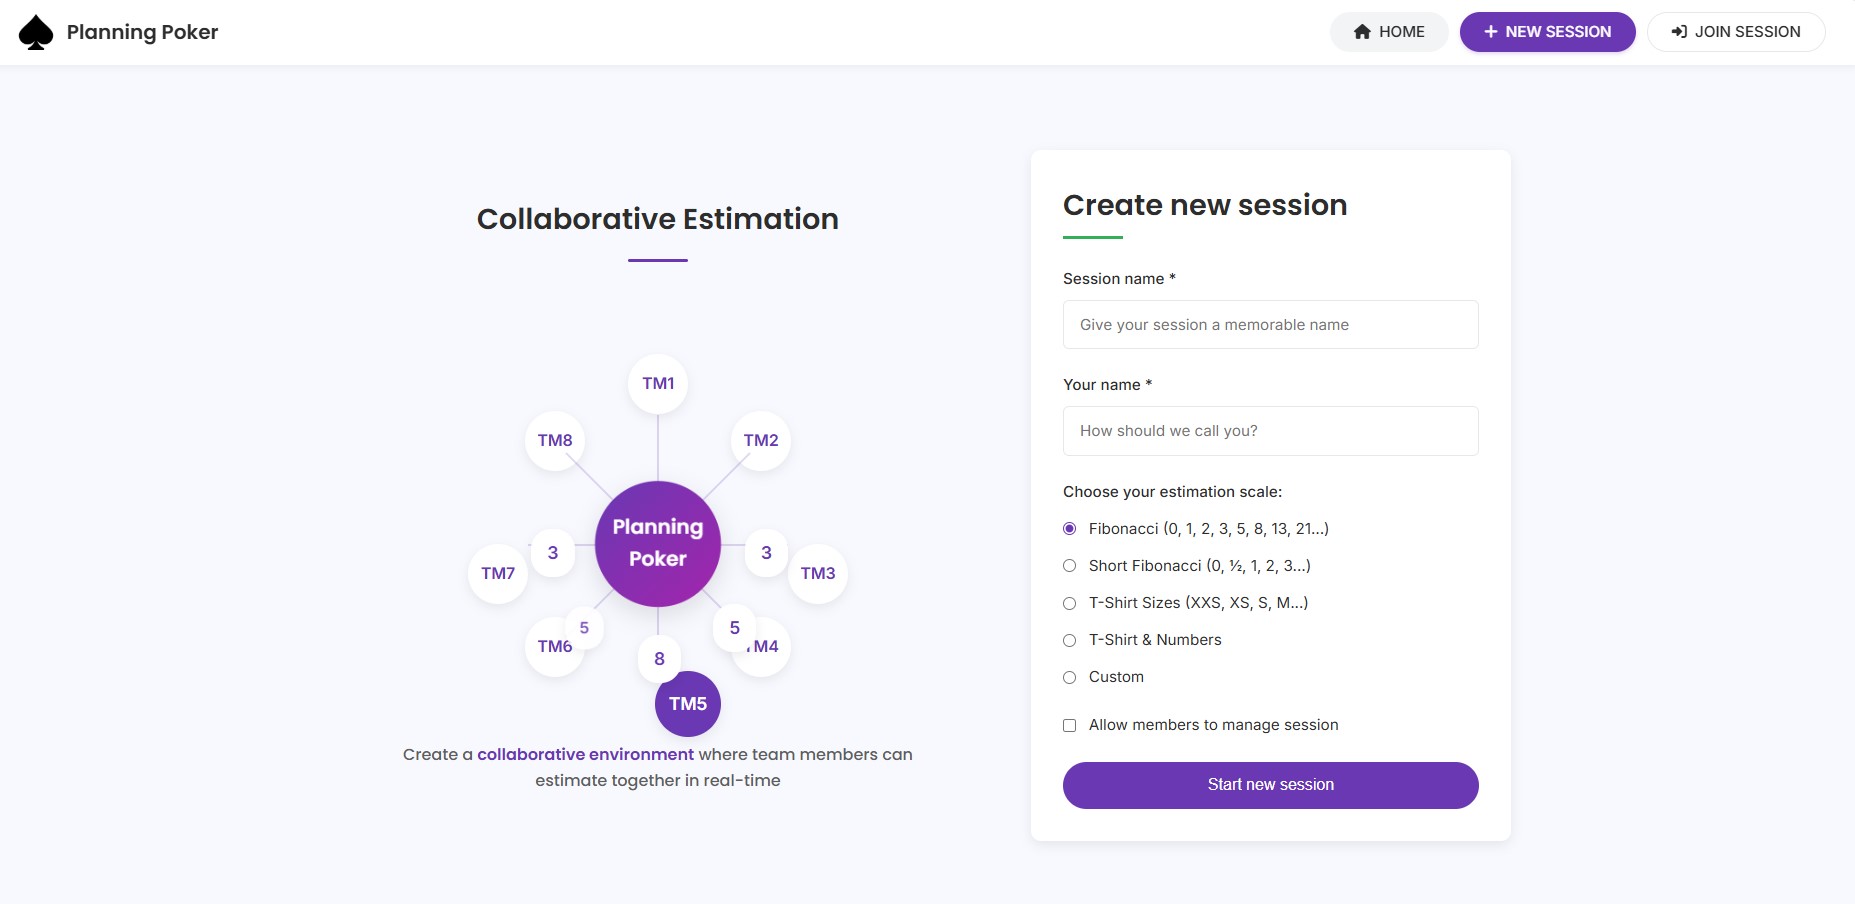 Planning Poker
HOME
NEW SESSION
JOIN SESSION
Collaborative Estimation
TM1
TM8
TM2
Planning
Poker
3
3
TM7
TM3
5
5
TM6
TM4
8
TM5
Create a collaborative environment where team members can
estimate together in real-time
Create new session
Session name *
Give your session a memorable name
Your name *
How should we call you?
Choose your estimation scale:
Fibonacci (0, 1, 2, 3, 5, 8, 13, 21...)
Short Fibonacci (0, ½, 1, 2, 3...)
T-Shirt Sizes (XXS, XS, S, M...)
T-Shirt & Numbers
Custom
Allow members to manage session
Start new session